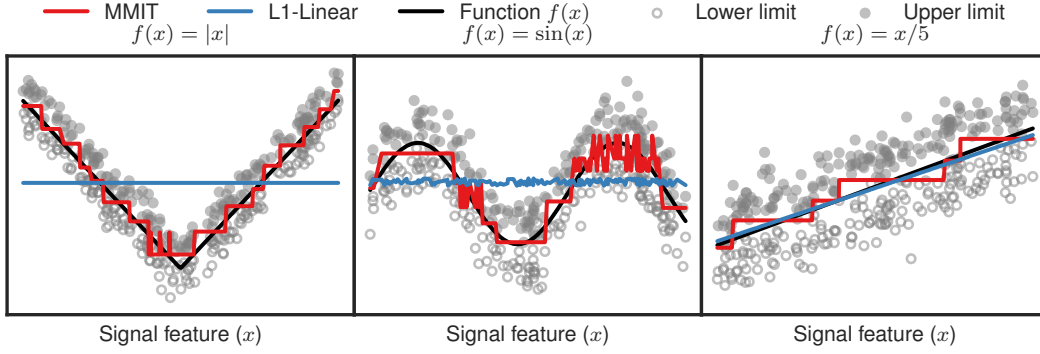 MMIT L1-Linear Function f(x) Lower limit Upper limit
f(x) = |x| f(x) = sin(x) f(x) = x/5
Signal feature (x) Signal feature (x) Signal feature (x)